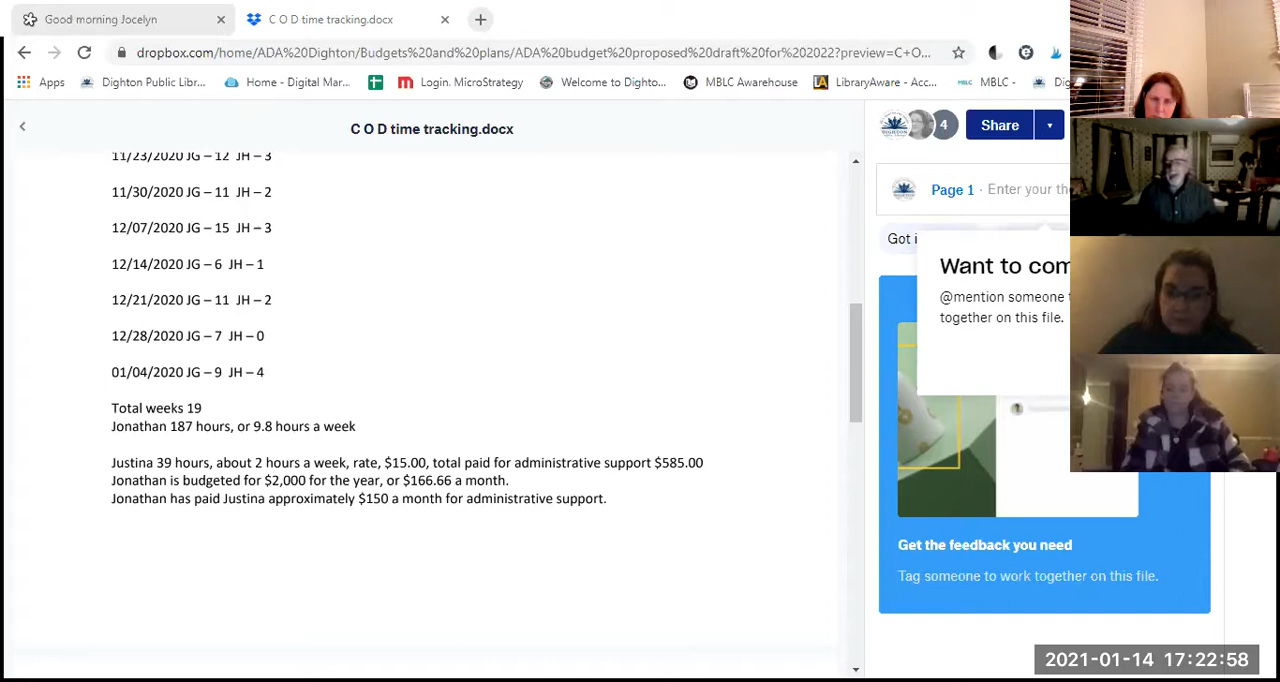 Good morning Jocelyn
C O D time tracking.docx
dropbox.com/home/ADA%20Dighton/Budgets%20and%20plans/ADA%20budget%20proposed%20draft%20for%202022?preview=C+O...
Apps
Dighton Public Libr...
Home - Digital Mar...
Login. MicroStrategy
Welcome to Dighto...
MBLC Awarehouse
LibraryAware - Acc...
MBLC -
C O D time tracking.docx
4
Share
11/23/2020 JG – 12 JH – 3
11/30/2020 JG – 11 JH – 2
12/07/2020 JG – 15 JH – 3
12/14/2020 JG – 6 JH – 1
12/21/2020 JG – 11 JH – 2
12/28/2020 JG – 7 JH – 0
01/04/2020 JG – 9 JH – 4
Total weeks 19
Jonathan 187 hours, or 9.8 hours a week
Justina 39 hours, about 2 hours a week, rate, $15.00, total paid for administrative support $585.00
Jonathan is budgeted for $2,000 for the year, or $166.66 a month.
Jonathan has paid Justina approximately $150 a month for administrative support.
Page 1 · Enter your th
Got i
Want to com
@mention someone
together on this file.
Get the feedback you need
Tag someone to work together on this file.
2021-01-14 17:22:58